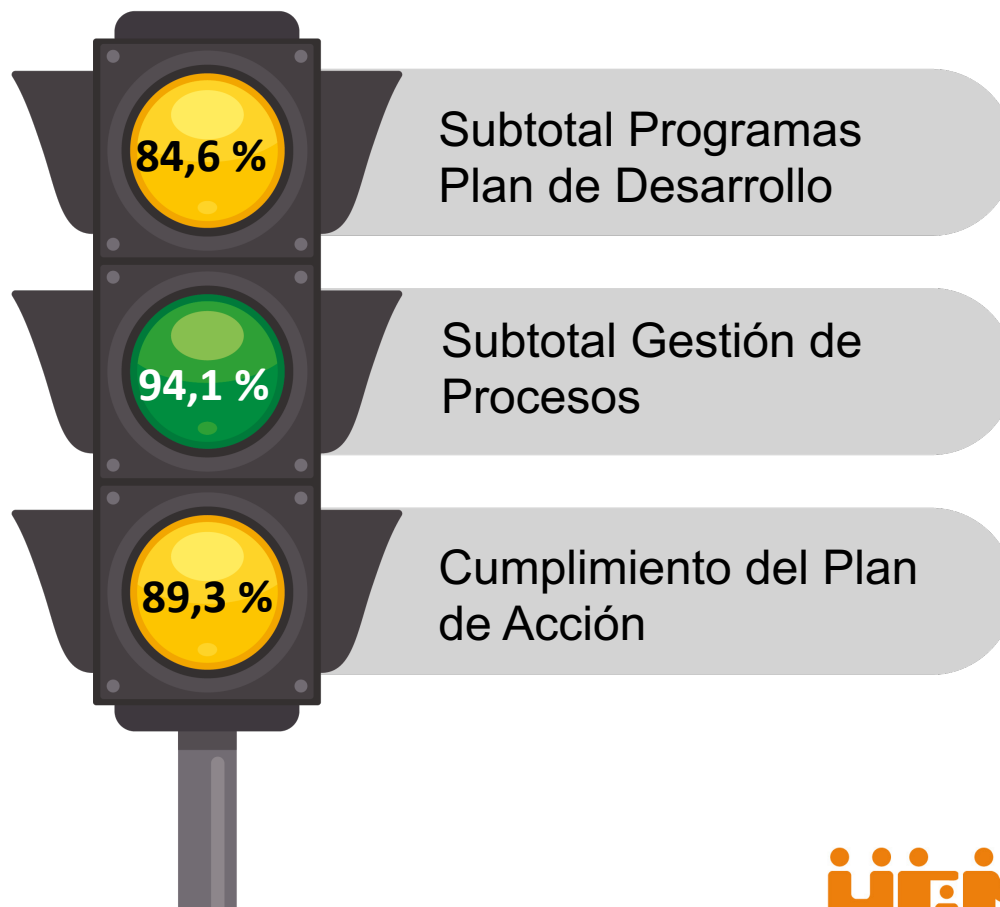 84,6 %
Subtotal Programas
Plan de Desarrollo
94,1 %
Subtotal Gestión de
Procesos
89,3 %
Cumplimiento del Plan
de Acción